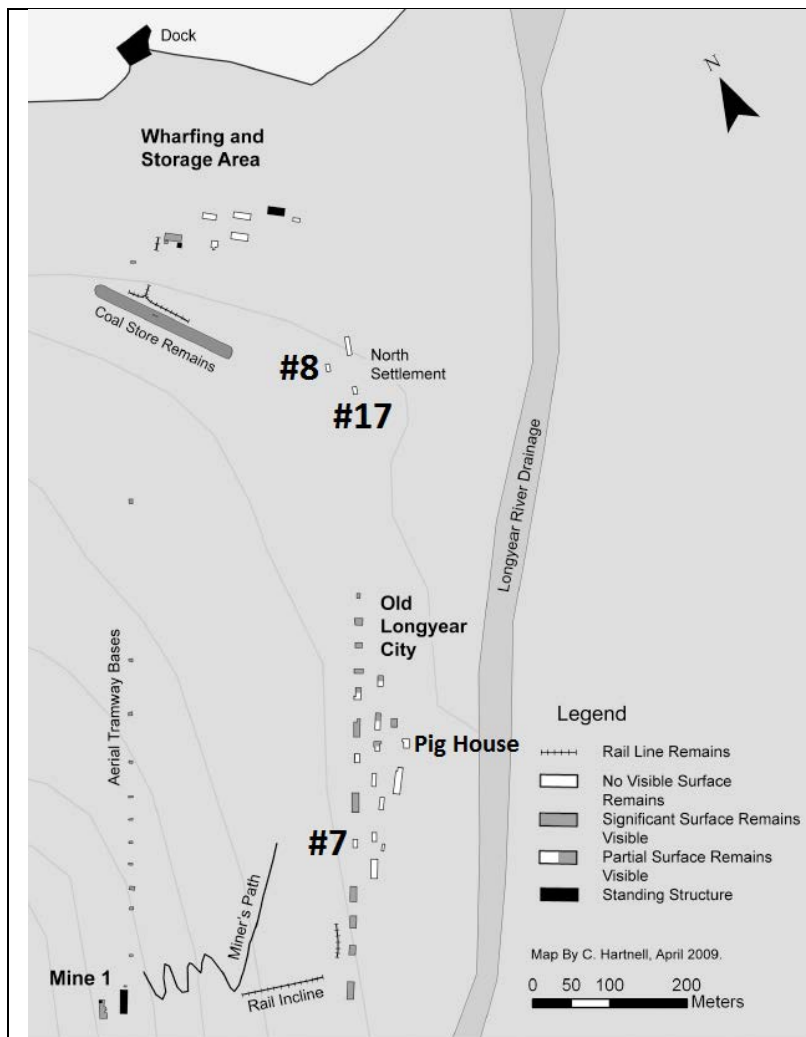 Dock
N
Wharfing and
Storage Area
Coal Store Remains
North
Settlement
#8
#17
Longyear River Drainage
Old
Longyear
City
Aerial Tramway Bases
Pig House
#7
Miner's Path
Mine 1
Rail Incline
Legend
Rail Line Remains
No Visible Surface
Remains
Significant Surface Remains
Visible
Partial Surface Remains
Visible
Standing Structure
Map By C. Hartnell, April 2009.
0 50 100 200
Meters